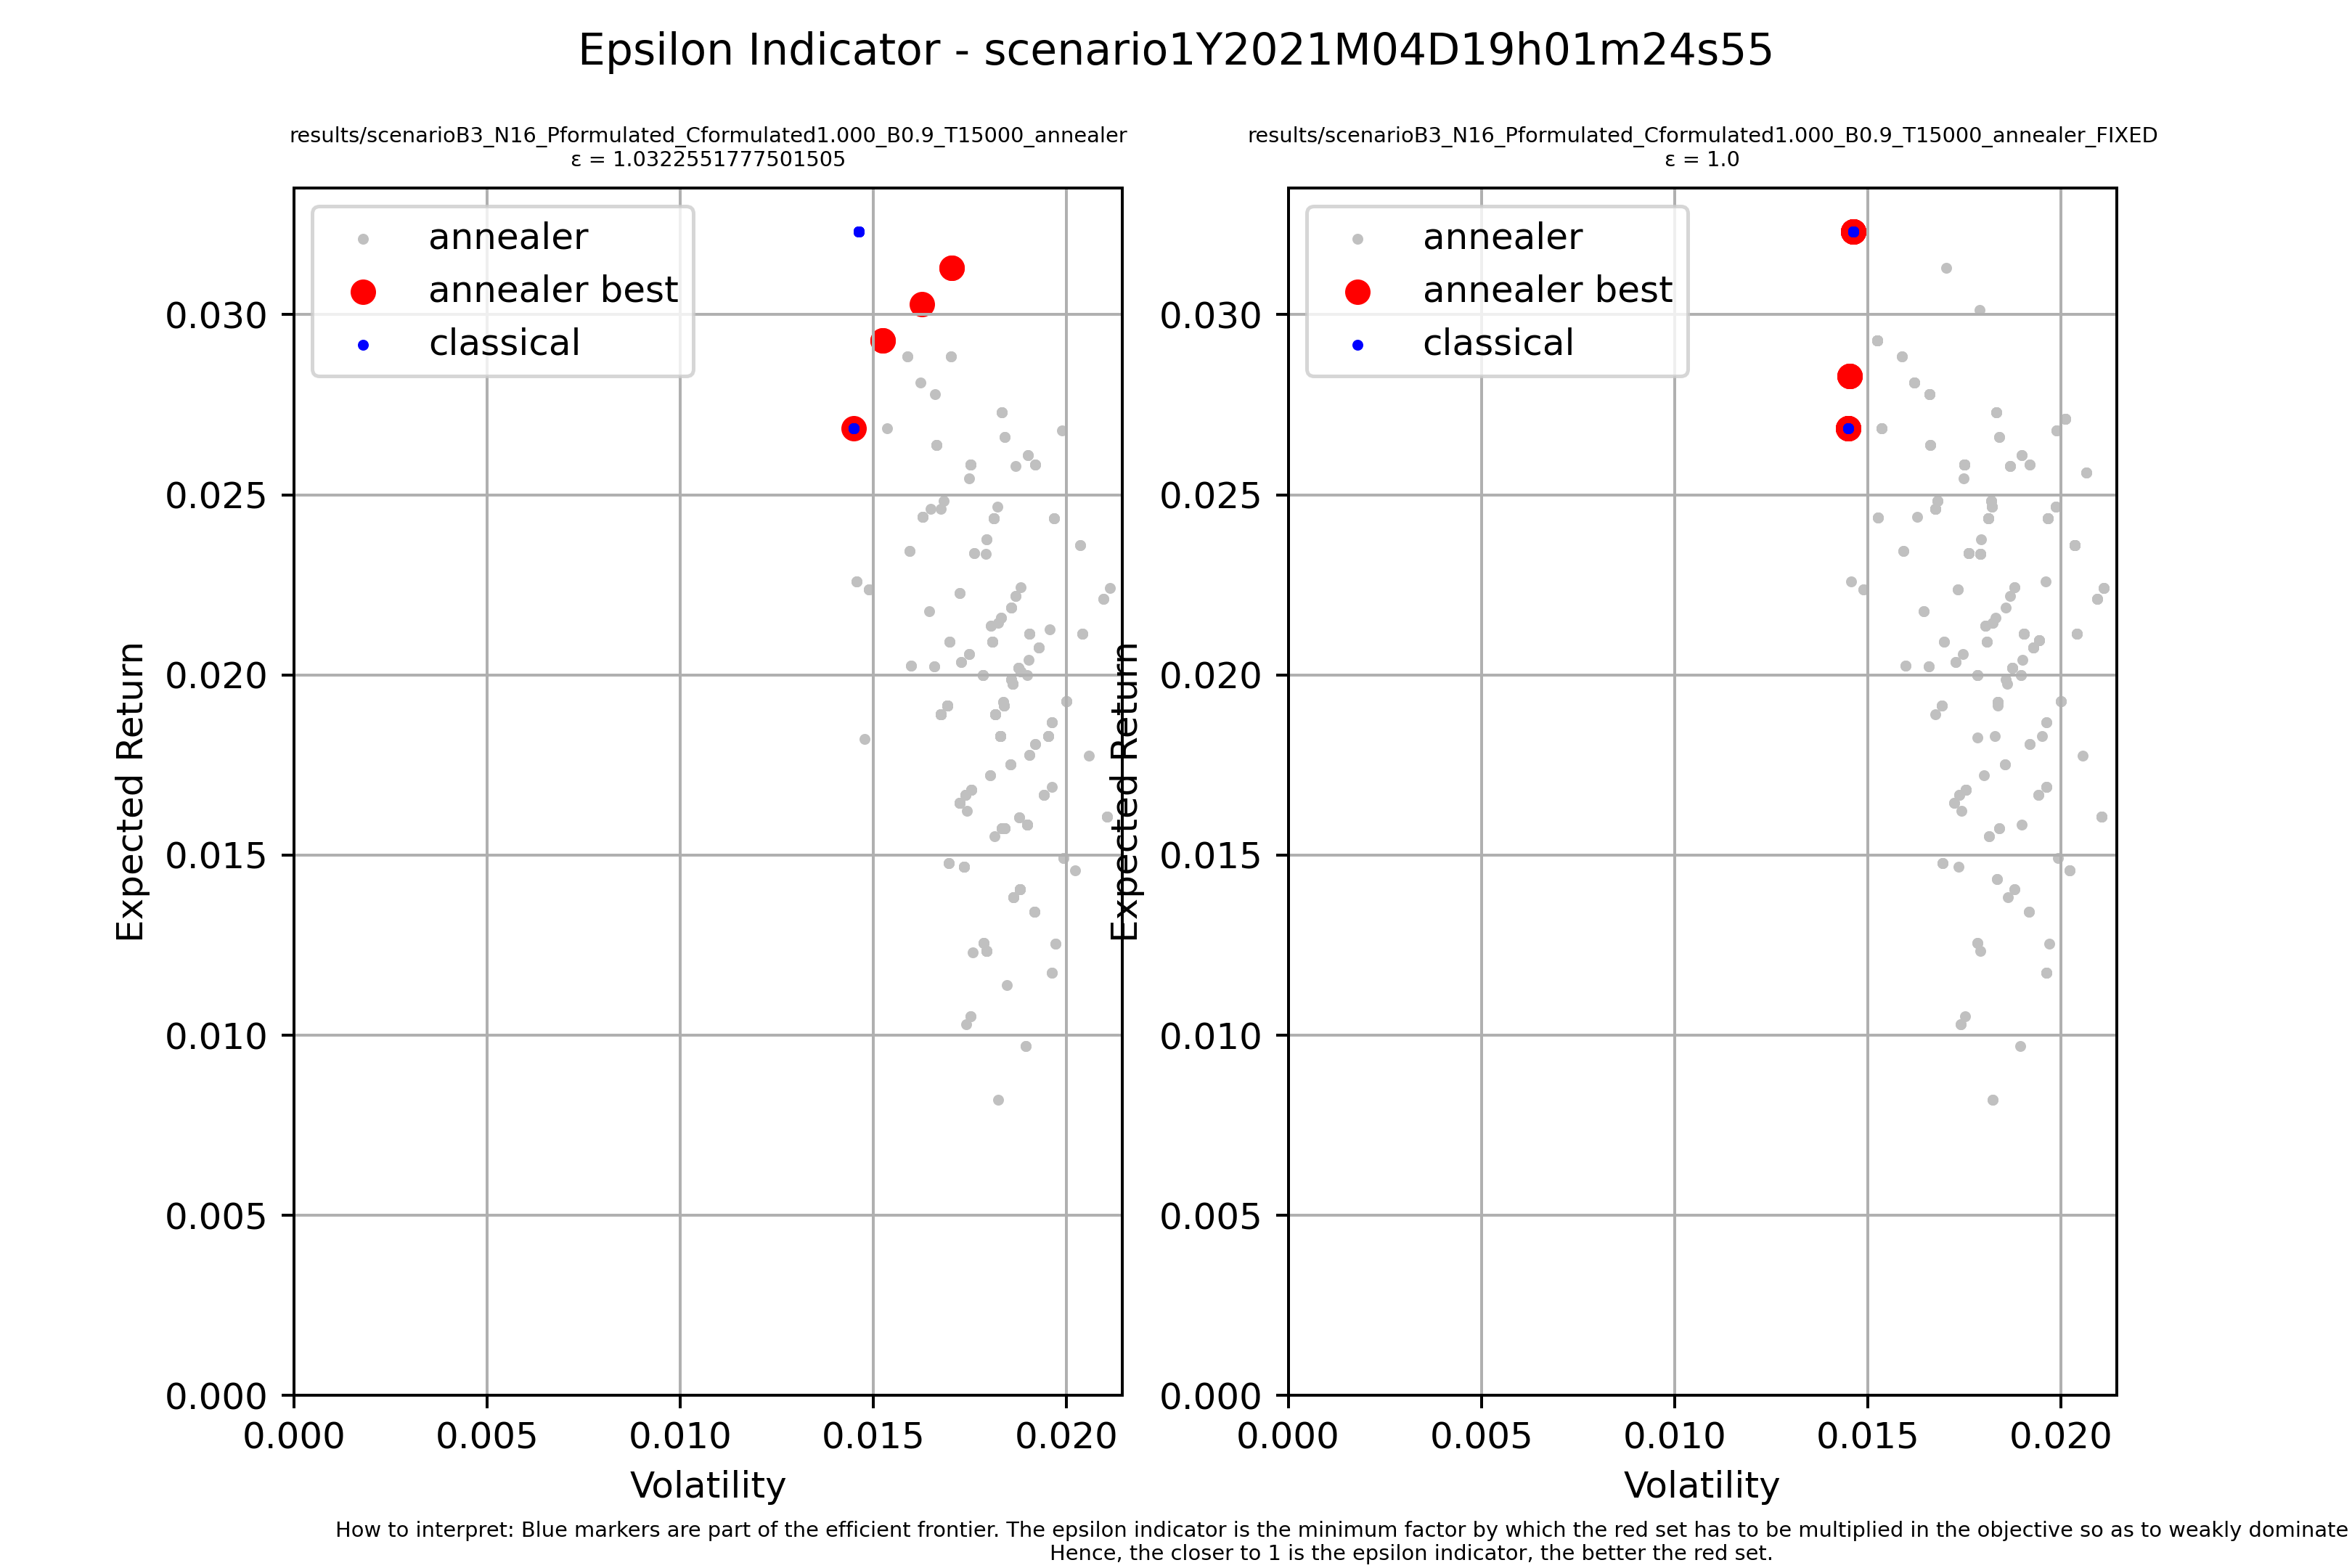 Epsilon Indicator - scenario1Y2021M04D19h01m24s55
results/scenarioB3_N16_Pformulated_Cformulated1.000_B0.9_T15000_annealer
ε = 1.0322551777501505
annealer
annealer best
classical
0.030
0.025
0.020
0.015
0.010
0.005
0.000
Expected Return
0.000 0.005 0.010 0.015 0.020
Volatility
results/scenarioB3_N16_Pformulated_Cformulated1.000_B0.9_T15000_annealer_FIXED
ε = 1.0
annealer
annealer best
classical
0.030
0.025
0.020
0.015
0.010
0.005
0.000
Expected Return
0.000 0.005 0.010 0.015 0.020
Volatility
How to interpret: Blue markers are part of the efficient frontier. The epsilon indicator is the minimum factor by which the red set has to be multiplied in the objective so as to weakly dominate
Hence, the closer to 1 is the epsilon indicator, the better the red set.